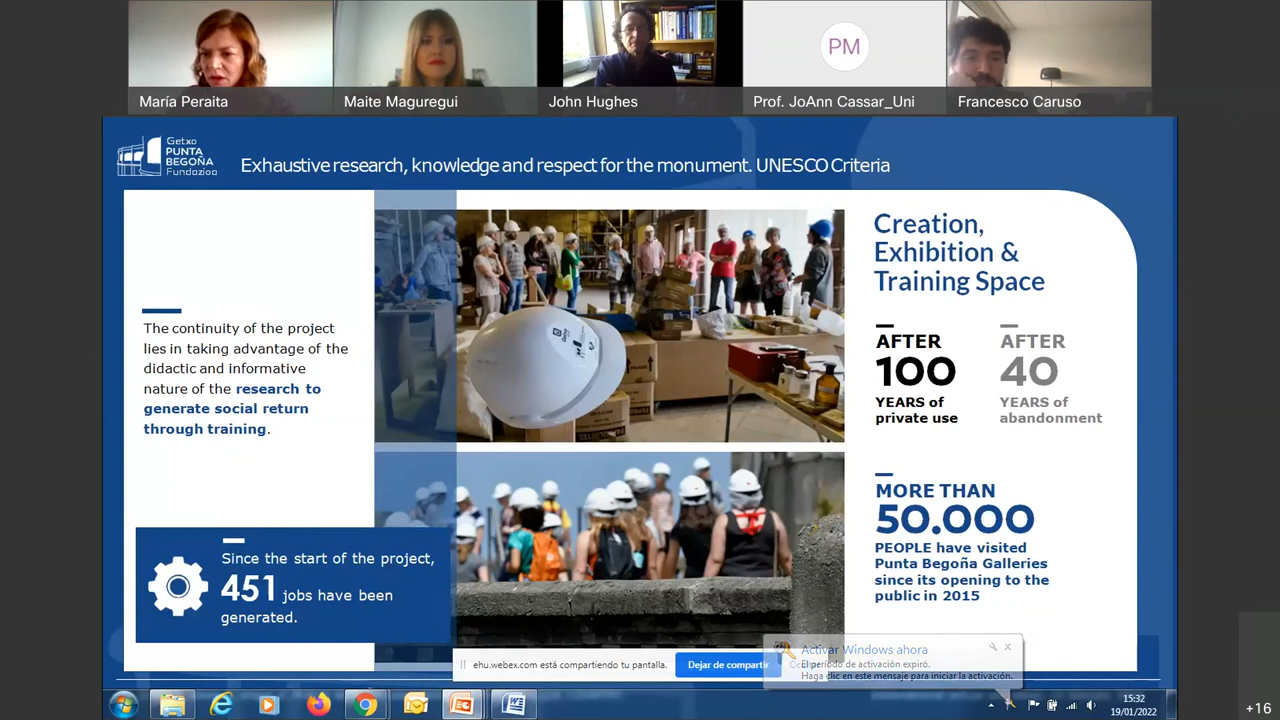 PM
María Peraita
Maite Maguregui
John Hughes
Prof. JoAnn Cassar_Uni
Francesco Caruso
Getxo
PUNTA
BEGOÑA
Fundazioa
Exhaustive research, knowledge and respect for the monument. UNESCO Criteria
The continuity of the project
lies in taking advantage of the
didactic and informative
nature of the research to
generate social return
through training.
Since the start of the project,
451 jobs have been
generated.
Creation,
Exhibition &
Training Space
AFTER
100
YEARS of
private use
AFTER
40
YEARS of
abandonment
MORE THAN
50.000
PEOPLE have visited
Punta Begoña Galleries
since its opening to the
public in 2015
ehu.webex.com está compartiendo tu pantalla.
Dejar de compartir
Activar Windows ahora
El período de activación expiró.
Haga clic en este mensaje para iniciar la activación.
15:32
19/01/2022
+16